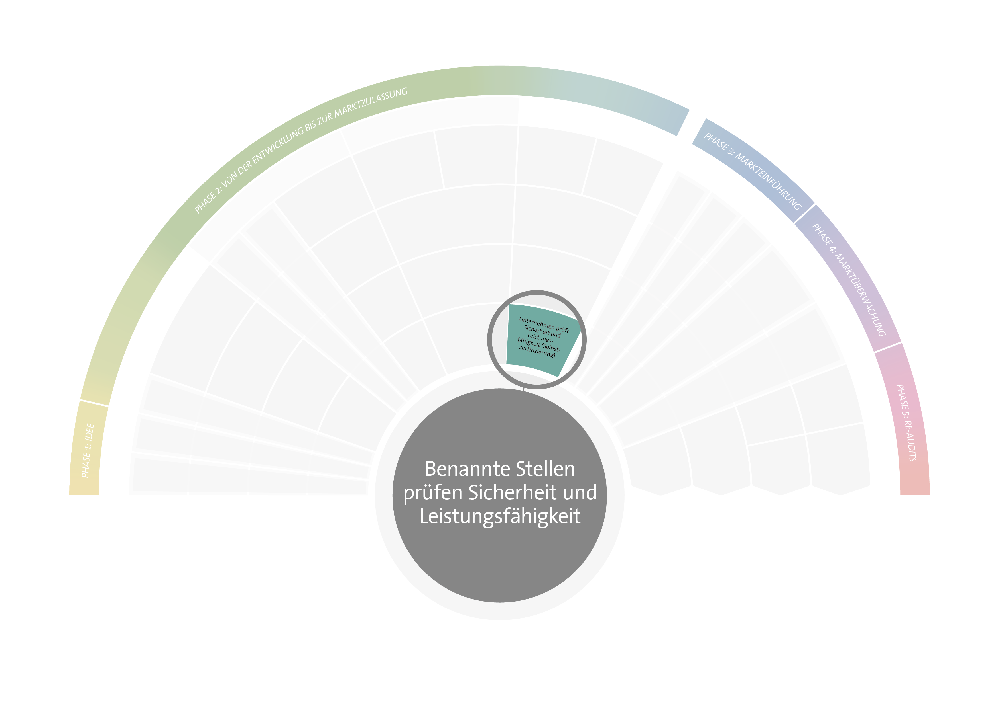 PHASE 1: IDEE
PHASE 2: VON DER ENTWICKLUNG BIS ZUR MARKTZULASSUNG
PHASE 3: MARKTEINFÜHRUNG
PHASE 4: MARKTÜBERWACHUNG
PHASE 5: RE-AUDITS
Unternehmen prüft
Sicherheit und
Leistungs-
fähigkeit (Selbst-
zertifizierung)
Benannte Stellen
prüfen Sicherheit und
Leistungsfähigkeit